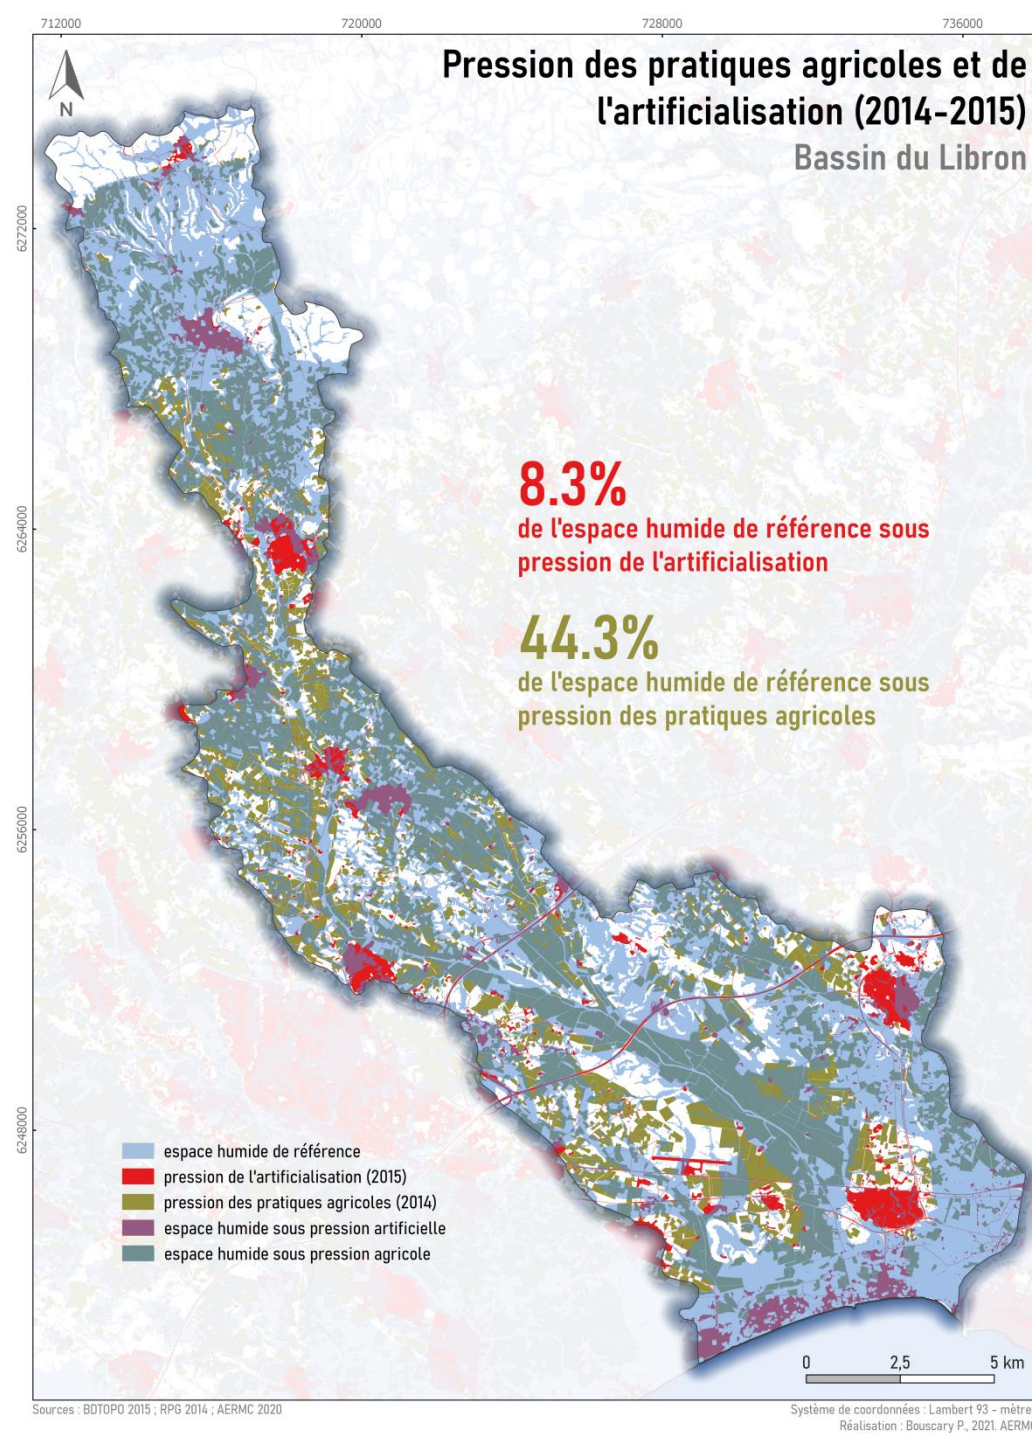 712000
720000
728000
736000
Pression des pratiques agricoles et de
l'artificialisation (2014-2015)
Bassin du Libron
N
6272000
6264000
6256000
6248000
8.3%
de l'espace humide de référence sous
pression de l'artificialisation
44.3%
de l'espace humide de référence sous
pression des pratiques agricoles
espace humide de référence
pression de l'artificialisation (2015)
pression des pratiques agricoles (2014)
espace humide sous pression artificielle
espace humide sous pression agricole
0 2,5 5 km
Sources : BDTOPO 2015 ; RPG 2014 ; AERMC 2020
Système de coordonnées : Lambert 93 - mètre
Réalisation : Bouscary P., 2021. AERM